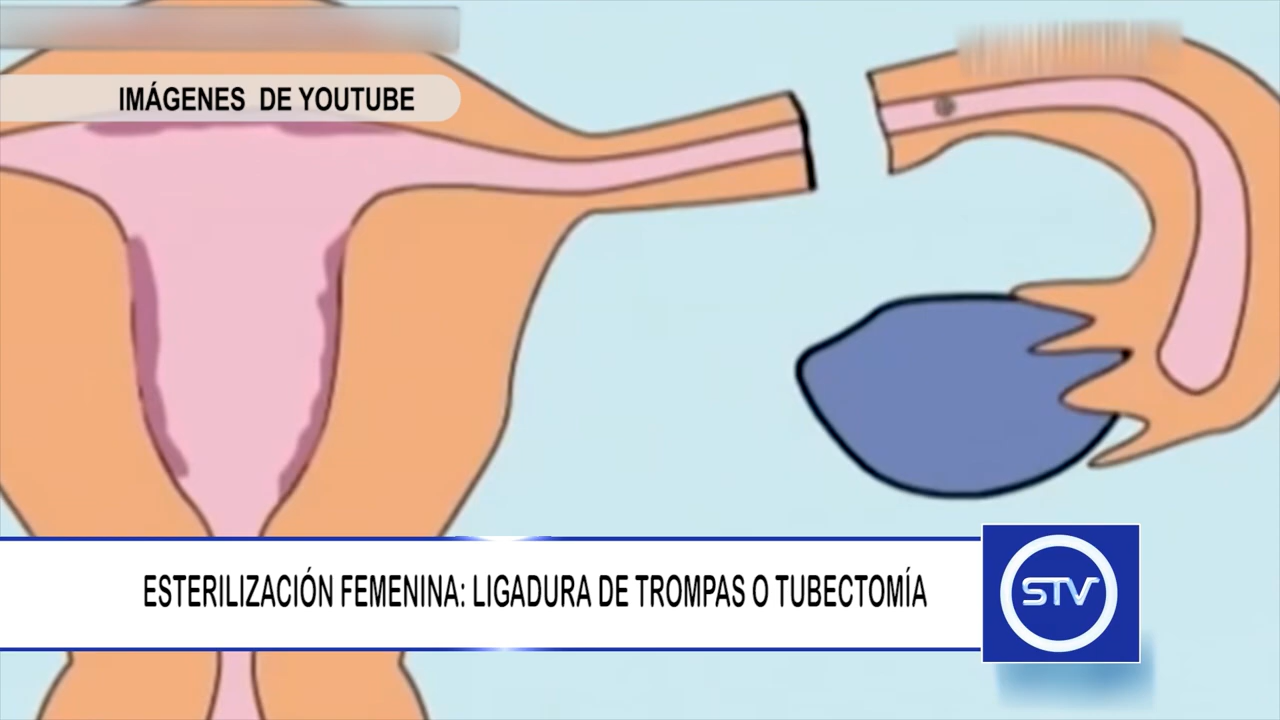 IMÁGENES DE YOUTUBE
ESTERILIZACIÓN FEMENINA: LIGADURA DE TROMPAS O TUBECTOMÍA
STV